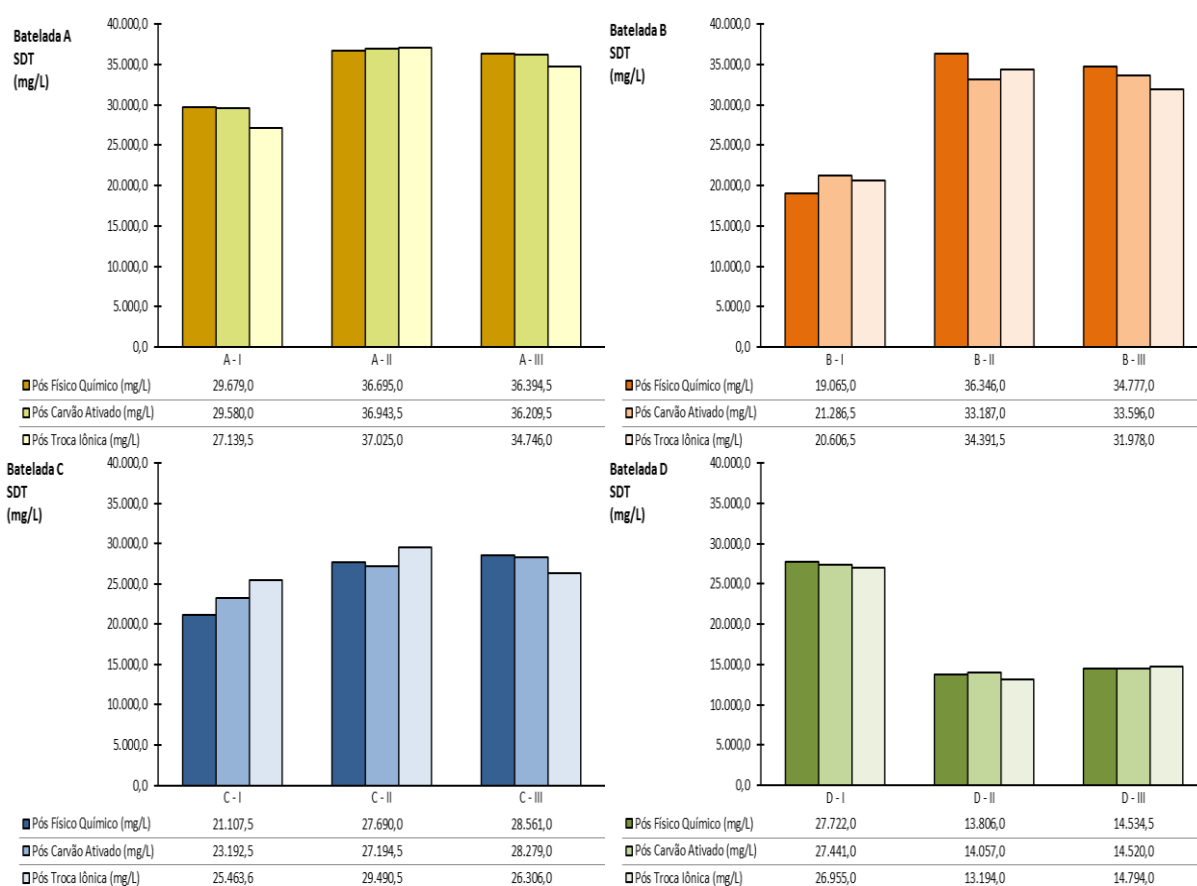 Batelada A
SDT
(mg/L)
40.000,0
35.000,0
30.000,0
25.000,0
20.000,0
15.000,0
10.000,0
5.000,0
0,0
A - I A - II A - III
Pós Físico Químico (mg/L) 29.679,0 36.695,0 36.394,5
Pós Carvão Ativado (mg/L) 29.580,0 36.943,5 36.209,5
Pós Troca Iônica (mg/L) 27.139,5 37.025,0 34.746,0
Batelada B
SDT
(mg/L)
40.000,0
35.000,0
30.000,0
25.000,0
20.000,0
15.000,0
10.000,0
5.000,0
0,0
B - I B - II B - III
Pós Físico Químico (mg/L) 19.065,0 36.346,0 34.777,0
Pós Carvão Ativado (mg/L) 21.286,5 33.187,0 33.596,0
Pós Troca Iônica (mg/L) 20.606,5 34.391,5 31.978,0
Batelada C
SDT
(mg/L)
40.000,0
35.000,0
30.000,0
25.000,0
20.000,0
15.000,0
10.000,0
5.000,0
0,0
C - I C - II C - III
Pós Físico Químico (mg/L) 21.107,5 27.690,0 28.561,0
Pós Carvão Ativado (mg/L) 23.192,5 27.194,5 28.279,0
Pós Troca Iônica (mg/L) 25.463,6 29.490,5 26.306,0
Batelada D
SDT
(mg/L)
40.000,0
35.000,0
30.000,0
25.000,0
20.000,0
15.000,0
10.000,0
5.000,0
0,0
D - I D - II D - III
Pós Físico Químico (mg/L) 27.722,0 13.806,0 14.534,5
Pós Carvão Ativado (mg/L) 27.441,0 14.057,0 14.520,0
Pós Troca Iônica (mg/L) 26.955,0 13.194,0 14.794,0